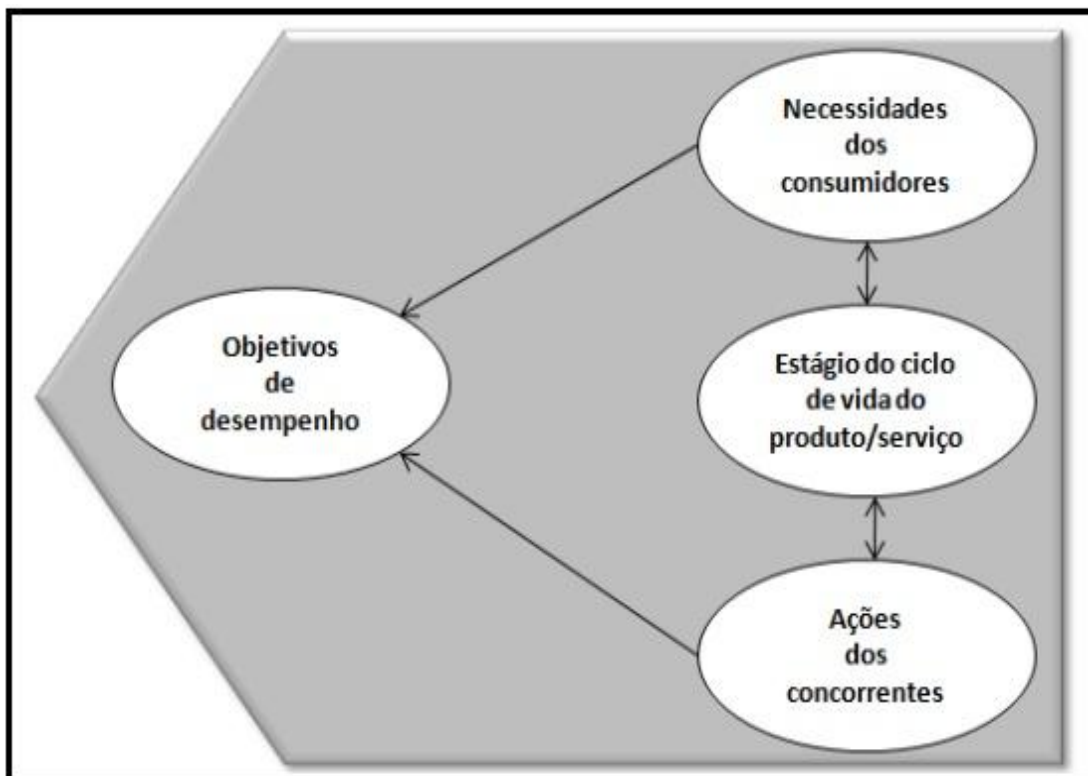 Necessidades
dos
consumidores
Objetivos
de
desempenho
Estágio do ciclo
de vida do
produto/serviço
Ações
dos
concorrentes